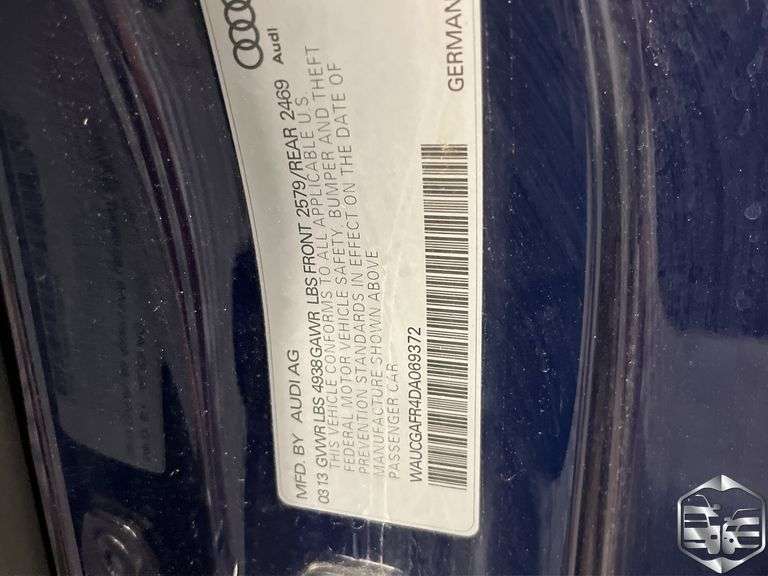 Audi
MFD. BY AUDI AG
0313 GVWR LBS 4938 GAWR LBS FRONT 2579/REAR 2469
THIS VEHICLE CONFORMS TO ALL APPLICABLE U.S.
FEDERAL MOTOR VEHICLE SAFETY, BUMPER AND THEFT
PREVENTION STANDARDS IN EFFECT ON THE DATE OF
MANUFACTURE SHOWN ABOVE
PASSENGER CAR
WAUCGAFR4DA069372
GERMAN